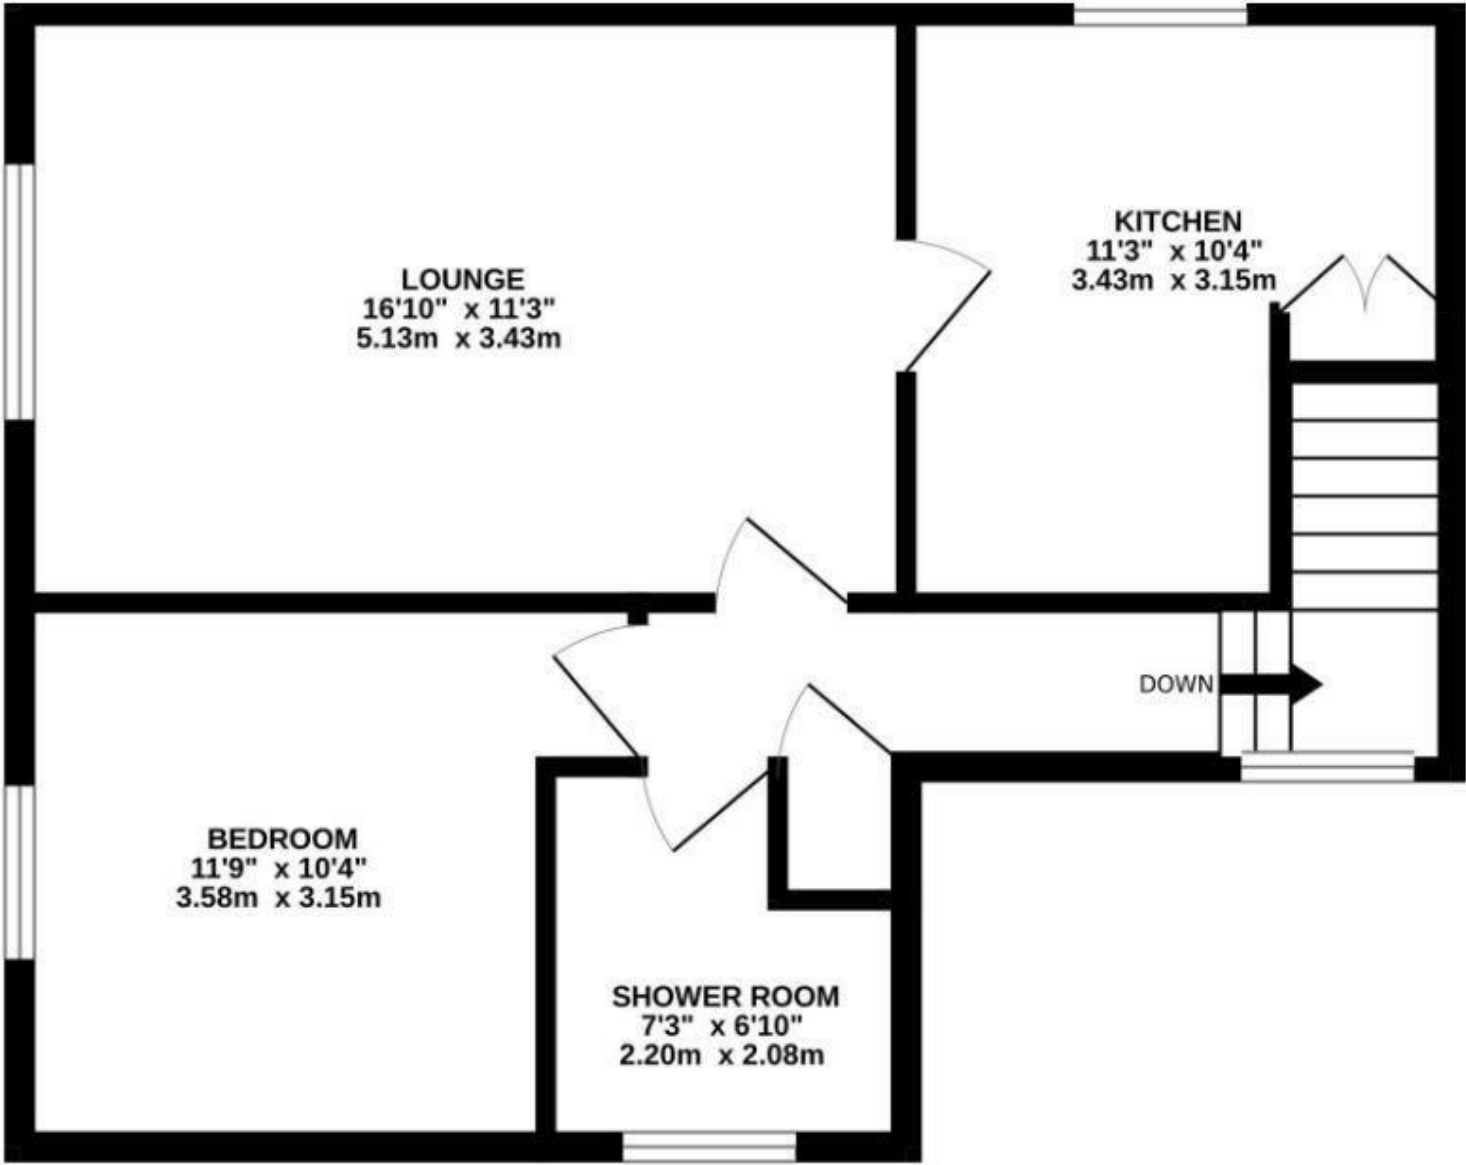 KITCHEN
11'3" x 10'4"
3.43m x 3.15m
LOUNGE
16'10" x 11'3"
5.13m x 3.43m
DOWN
BEDROOM
11'9" x 10'4"
3.58m x 3.15m
SHOWER ROOM
7'3" x 6'10"
2.20m x 2.08m